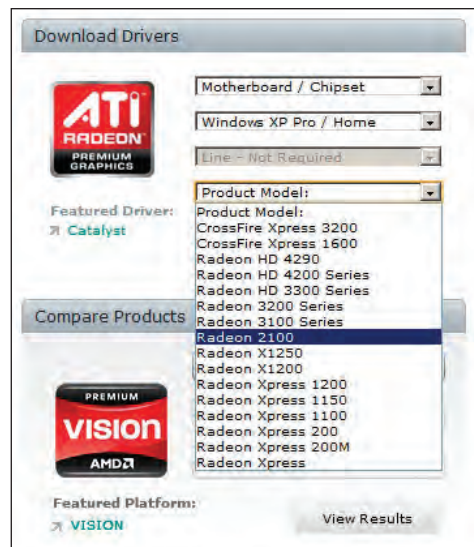 Download Drivers
ATi
RADEON
PREMIUM
GRAPHICS
Motherboard / Chipset
Windows XP Pro / Home
Line - Not Required
Product Model:
Featured Driver:
Catalyst
Product Model:
CrossFire Xpress 3200
CrossFire Xpress 1600
Radeon HD 4290
Radeon HD 4200 Series
Radeon HD 3300 Series
Radeon 3200 Series
Radeon 3100 Series
Radeon 2100
Radeon X1250
Radeon X1200
Radeon Xpress 1200
Radeon Xpress 1150
Radeon Xpress 1100
Radeon Xpress 200
Radeon Xpress 200M
Radeon Xpress
Compare Products
PREMIUM
VISION
AMD
Featured Platform:
VISION
View Results